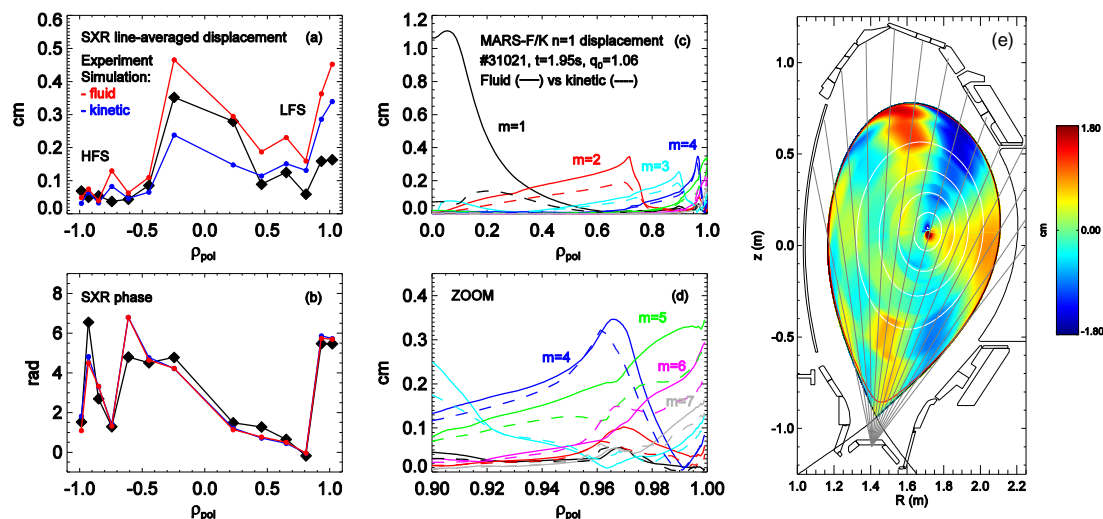 SXR line-averaged displacement (a)
Experiment
Simulation:
- fluid
- kinetic
HFS
LFS
cm
0.6
0.5
0.4
0.3
0.2
0.1
0.0
-1.0 -0.5 0.0 0.5 1.0
ρpol
SXR phase
(b)
rad
8
6
4
2
0
-1.0 -0.5 0.0 0.5 1.0
ρpol
(c)
MARS-F/K n=1 displacement
#31021, t=1.95s, q0=1.06
Fluid (—) vs kinetic (----)
m=1
m=2
m=3
m=4
cm
1.2
1.0
0.8
0.6
0.4
0.2
0.0
0.0 0.2 0.4 0.6 0.8 1.0
ρpol
ZOOM
(d)
m=4
m=5
m=6
m=7
cm
0.4
0.3
0.2
0.1
0.0
0.90 0.92 0.94 0.96 0.98 1.00
ρpol
(e)
z (m)
1.0
0.5
0.0
-0.5
-1.0
1.0 1.2 1.4 1.6 1.8 2.0 2.2
R (m)
1.80
0.00
-1.80
cm